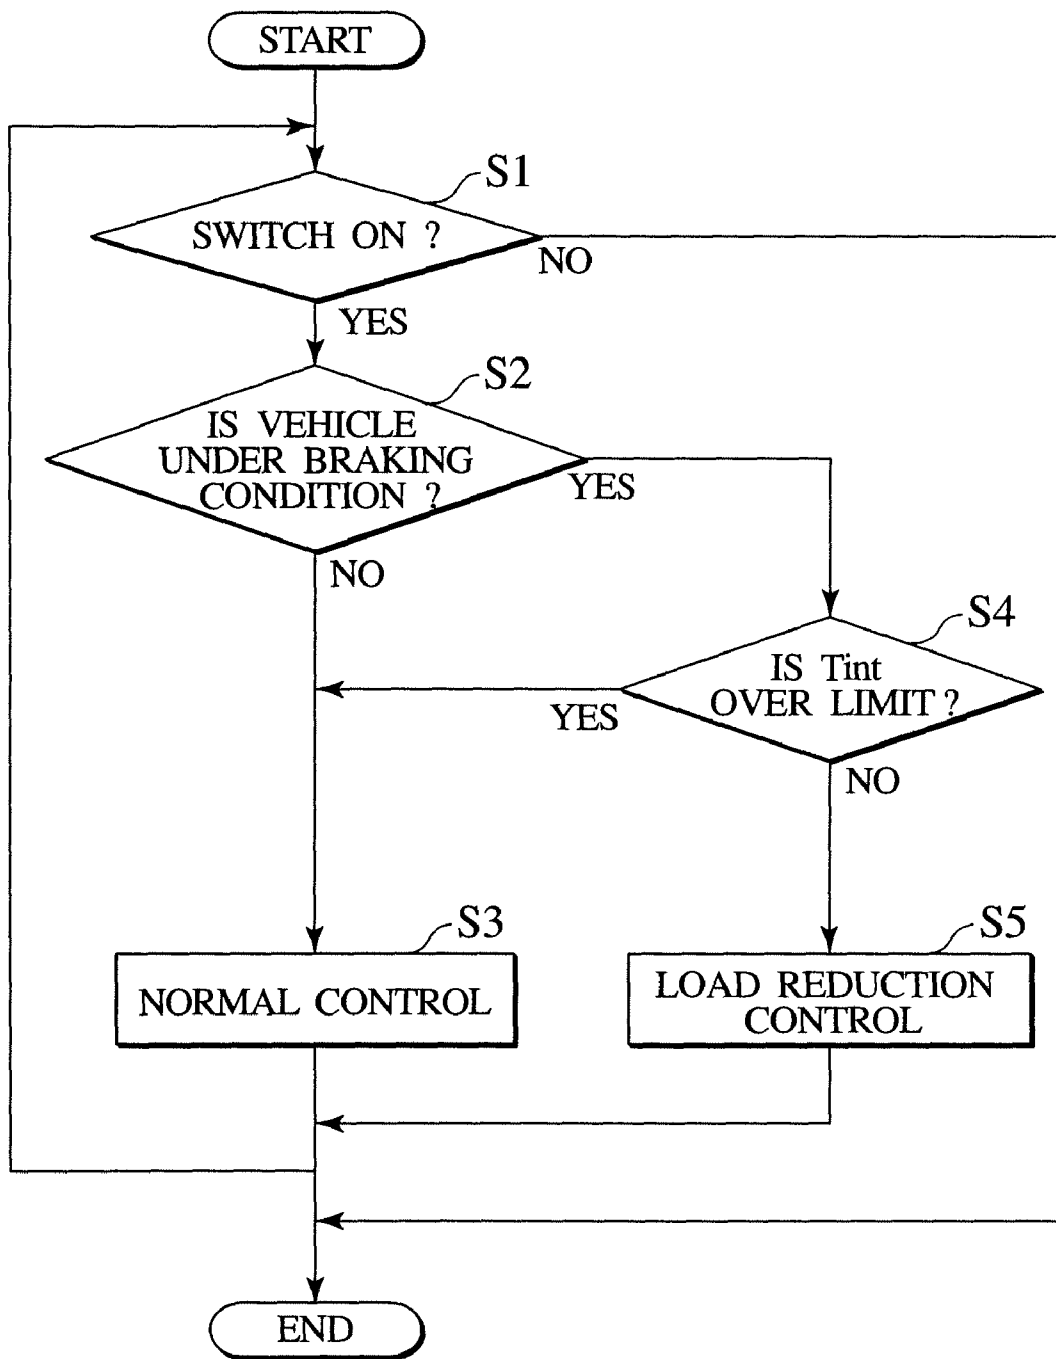 START
S1
SWITCH ON ?
NO
YES
S2
IS VEHICLE
UNDER BRAKING
CONDITION ?
YES
NO
S4
IS Tint
OVER LIMIT ?
YES
NO
S3
NORMAL CONTROL
S5
LOAD REDUCTION
CONTROL
END